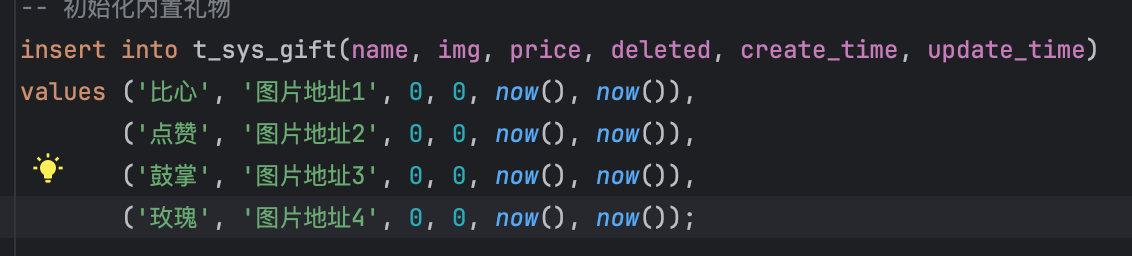 -- 初始化内置礼物
insert into t_sys_gift(name, img, price, deleted, create_time, update_time)
values ('比心', '图片地址1', 0, 0, now(), now()),
('点赞', '图片地址2', 0, 0, now(), now()),
('鼓掌', '图片地址3', 0, 0, now(), now()),
('玫瑰', '图片地址4', 0, 0, now(), now());